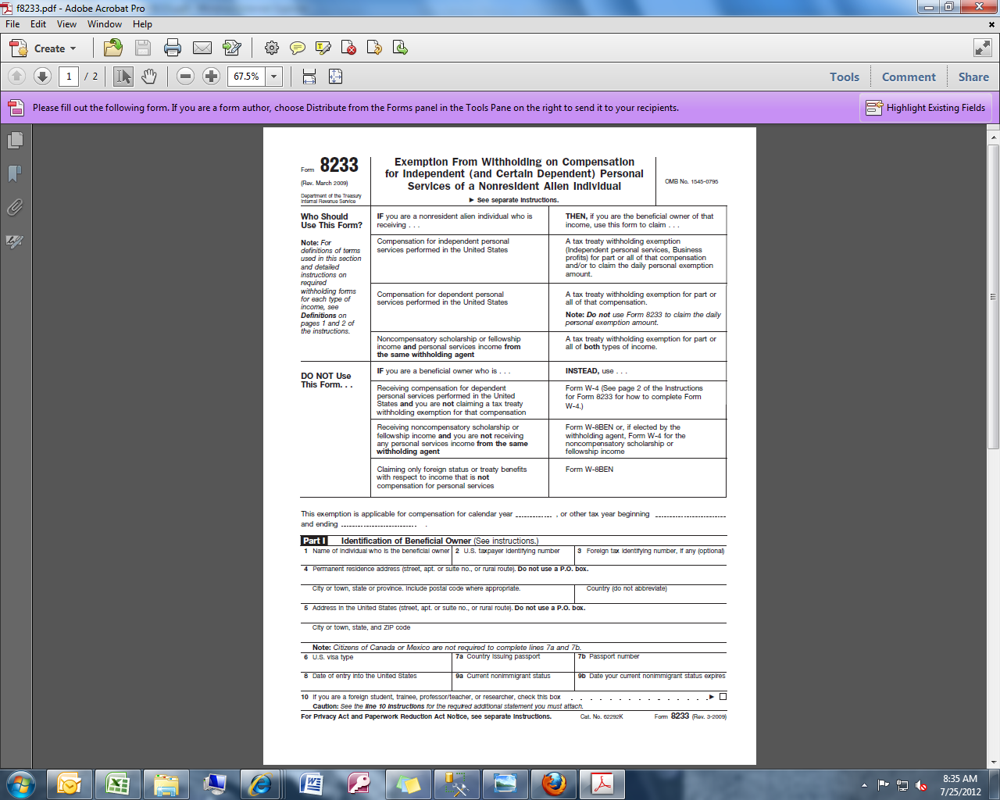 f8233.pdf - Adobe Acrobat Pro
File Edit View Window Help
Create
1 / 2 67.5% Tools Comment Share
Please fill out the following form. If you are a form author, choose Distribute from the Forms panel in the Tools Pane on the right to send it to your recipients. Highlight Existing Fields
Form 8233
(Rev. March 2009)
Department of the Treasury
Internal Revenue Service
Exemption From Withholding on Compensation
for Independent (and Certain Dependent) Personal
Services of a Nonresident Alien Individual
► See separate instructions.
OMB No. 1545-0795
Who Should
Use This Form?
Note: For
definitions of terms
used in this section
and detailed
instructions on
required
withholding forms
for each type of
income, see
Definitions on
pages 1 and 2 of
the instructions.
IF you are a nonresident alien individual who is
receiving . . .
THEN, if you are the beneficial owner of that
income, use this form to claim . . .
Compensation for independent personal
services performed in the United States
A tax treaty withholding exemption
(Independent personal services, Business
profits) for part or all of that compensation
and/or to claim the daily personal exemption
amount.
Compensation for dependent personal
services performed in the United States
A tax treaty withholding exemption for part or
all of that compensation.
Note: Do not use Form 8233 to claim the daily
personal exemption amount.
Noncompensatory scholarship or fellowship
income and personal services income from
the same withholding agent
A tax treaty withholding exemption for part or
all of both types of income.
DO NOT Use
This Form. . .
IF you are a beneficial owner who is . . .
INSTEAD, use . . .
Receiving compensation for dependent
personal services performed in the United
States and you are not claiming a tax treaty
withholding exemption for that compensation
Form W-4 (See page 2 of the Instructions
for Form 8233 for how to complete Form
W-4.)
Receiving noncompensatory scholarship or
fellowship income and you are not receiving
any personal services income from the same
withholding agent
Form W-8BEN or, if elected by the
withholding agent, Form W-4 for the
noncompensatory scholarship or
fellowship income
Claiming only foreign status or treaty benefits
with respect to income that is not
compensation for personal services
Form W-8BEN
This exemption is applicable for compensation for calendar year , or other tax year beginning
and ending .
Part I Identification of Beneficial Owner (See instructions.)
1 Name of individual who is the beneficial owner 2 U.S. taxpayer identifying number 3 Foreign tax identifying number, if any (optional)
4 Permanent residence address (street, apt. or suite no., or rural route). Do not use a P.O. box.
City or town, state or province. Include postal code where appropriate. Country (do not abbreviate)
5 Address in the United States (street, apt. or suite no., or rural route). Do not use a P.O. box.
City or town, state, and ZIP code
Note: Citizens of Canada or Mexico are not required to complete lines 7a and 7b.
6 U.S. visa type 7a Country issuing passport 7b Passport number
8 Date of entry into the United States 9a Current nonimmigrant status 9b Date your current nonimmigrant status expires
10 If you are a foreign student, trainee, professor/teacher, or researcher, check this box . . . . . . . . . . . . . . . ►
Caution: See the line 10 instructions for the required additional statement you must attach.
For Privacy Act and Paperwork Reduction Act Notice, see separate instructions. Cat. No. 62292K Form 8233 (Rev. 3-2009)
8:35 AM
7/25/2012